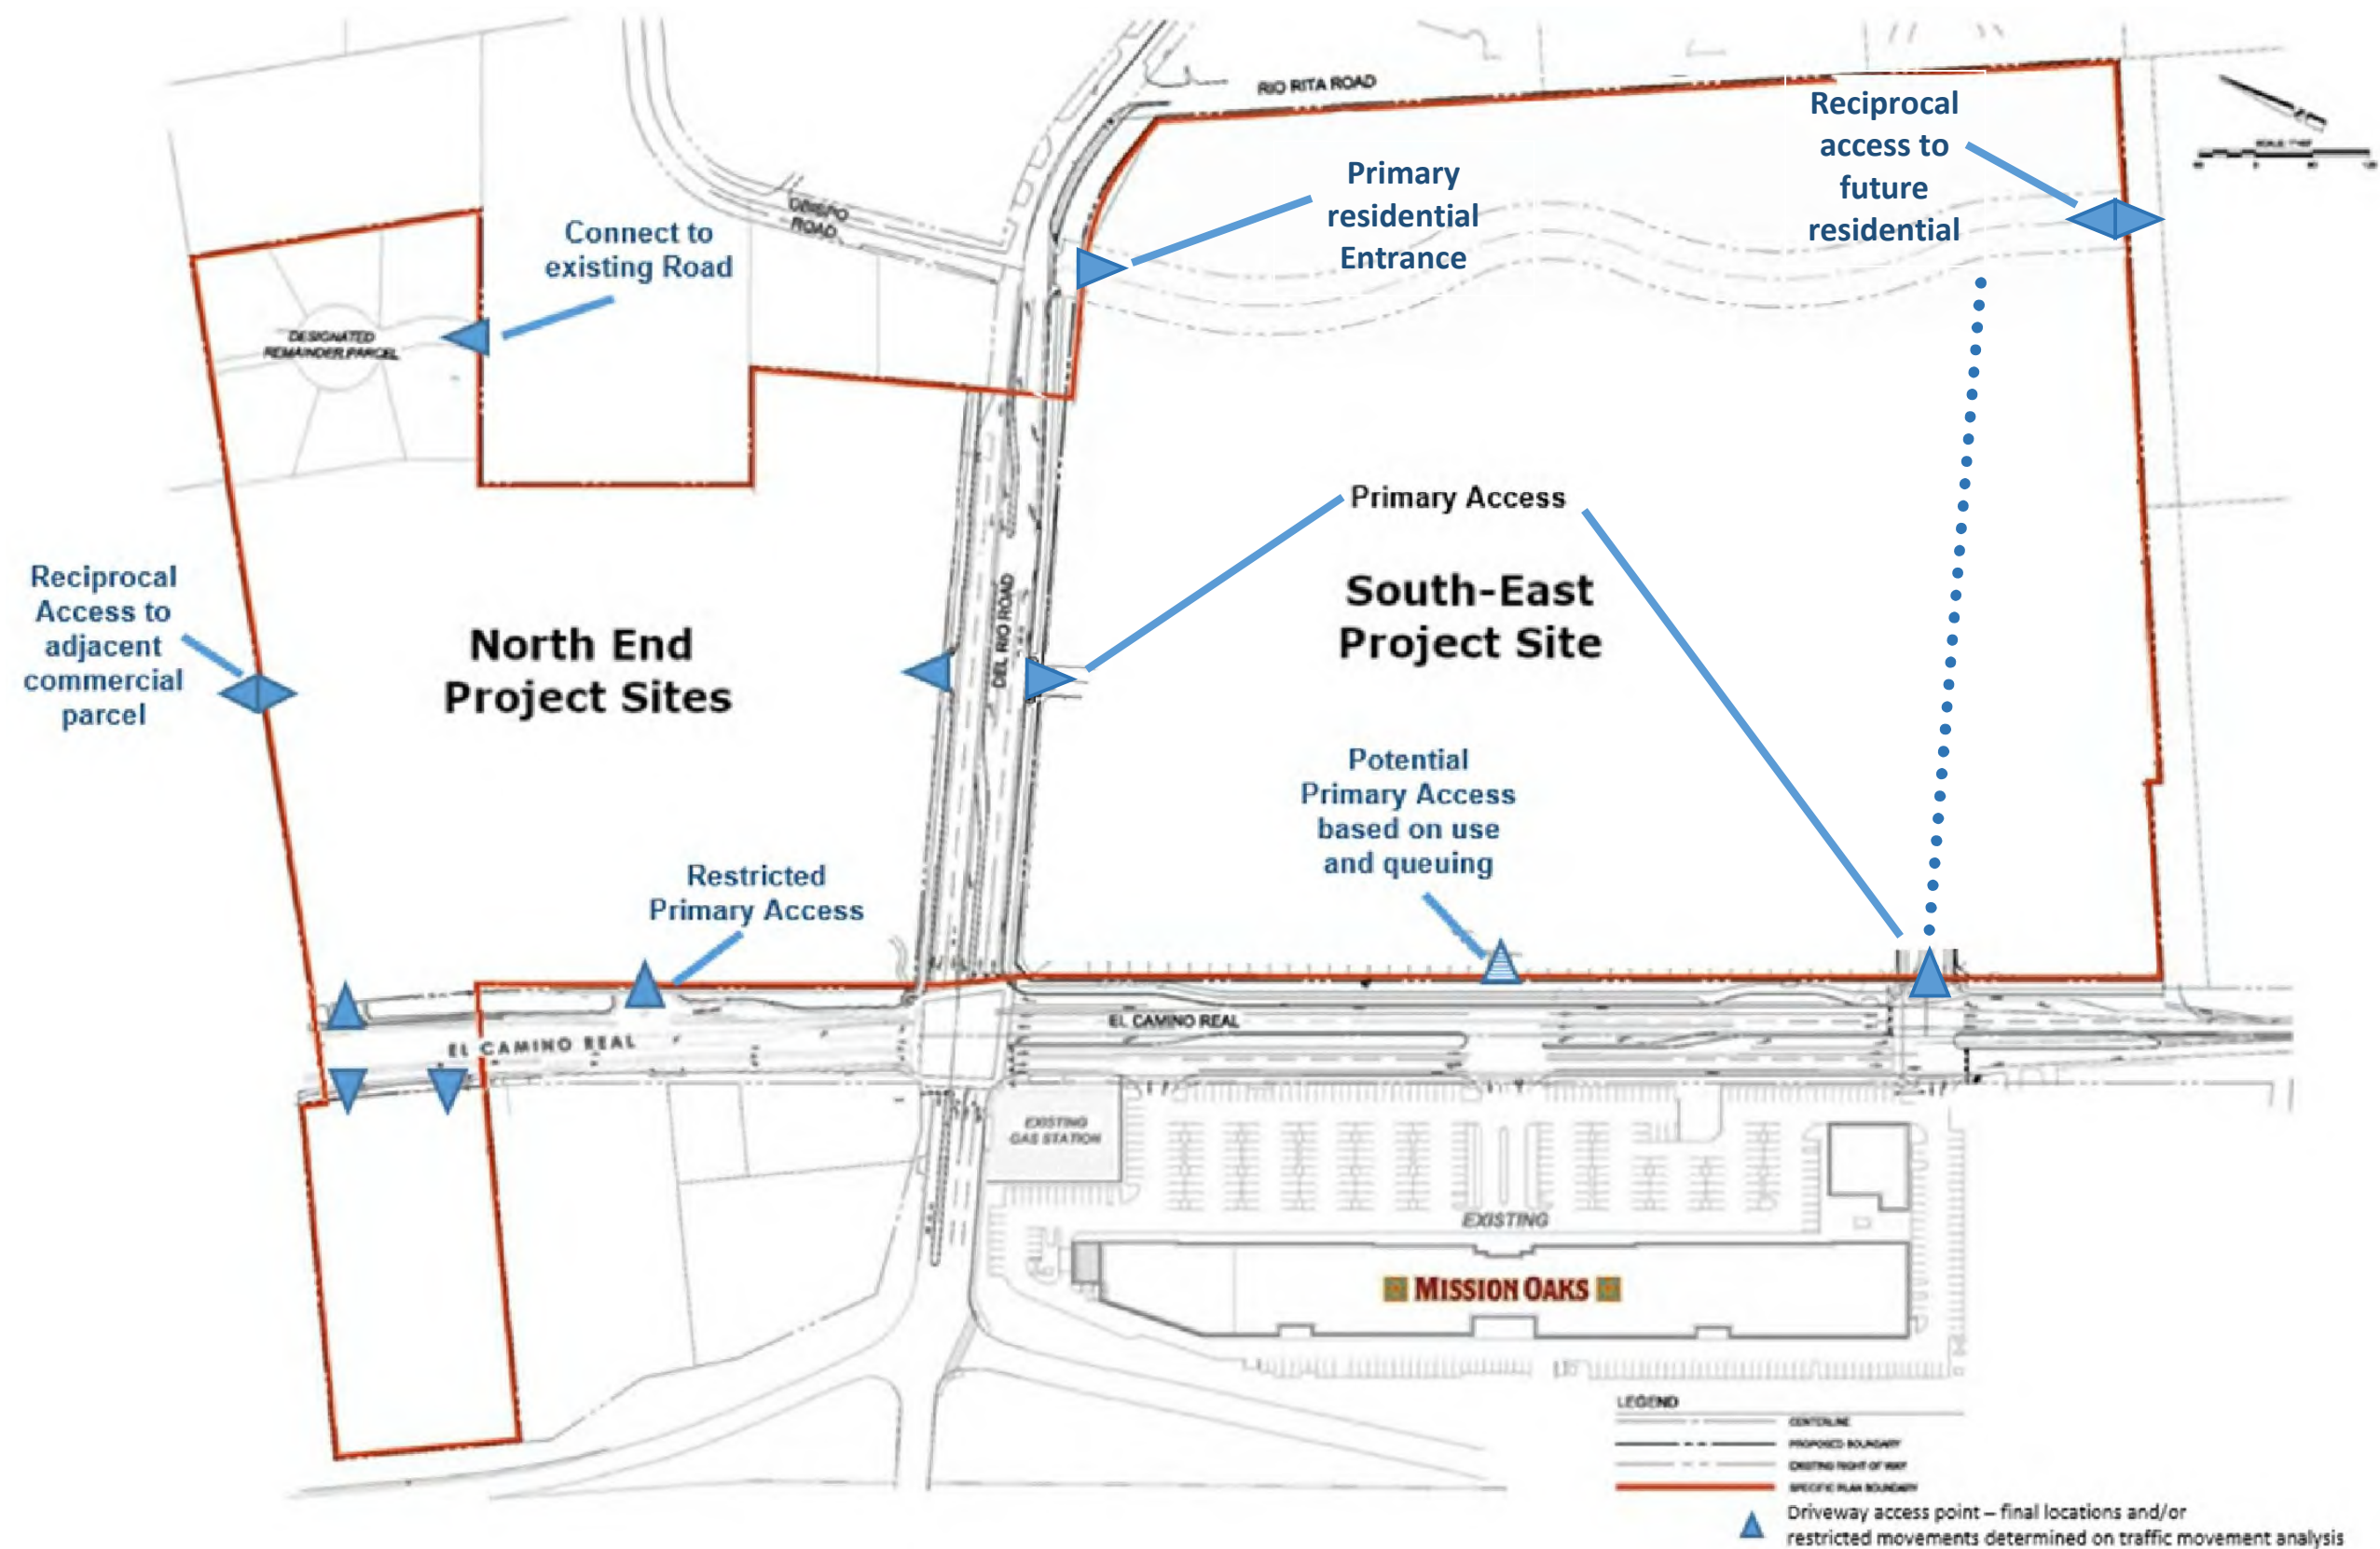 RIO RITA ROAD
Reciprocal
access to
future
residential
Primary
residential
Entrance
OBISPO
ROAD
Connect to
existing Road
DESIGNATED
REMAINDER PARCEL
Primary Access
Reciprocal
Access to
adjacent
commercial
parcel
North End
Project Sites
DEL RIO ROAD
South-East
Project Site
Potential
Primary Access
based on use
and queuing
Restricted
Primary Access
EL CAMINO REAL
EL CAMINO REAL
EXISTING
GAS STATION
EXISTING
MISSION OAKS
LEGEND
CENTERLINE
PROPOSED BOUNDARY
EXISTING RIGHT OF WAY
SPECIFIC PLAN BOUNDARY
Driveway access point – final locations and/or
restricted movements determined on traffic movement analysis